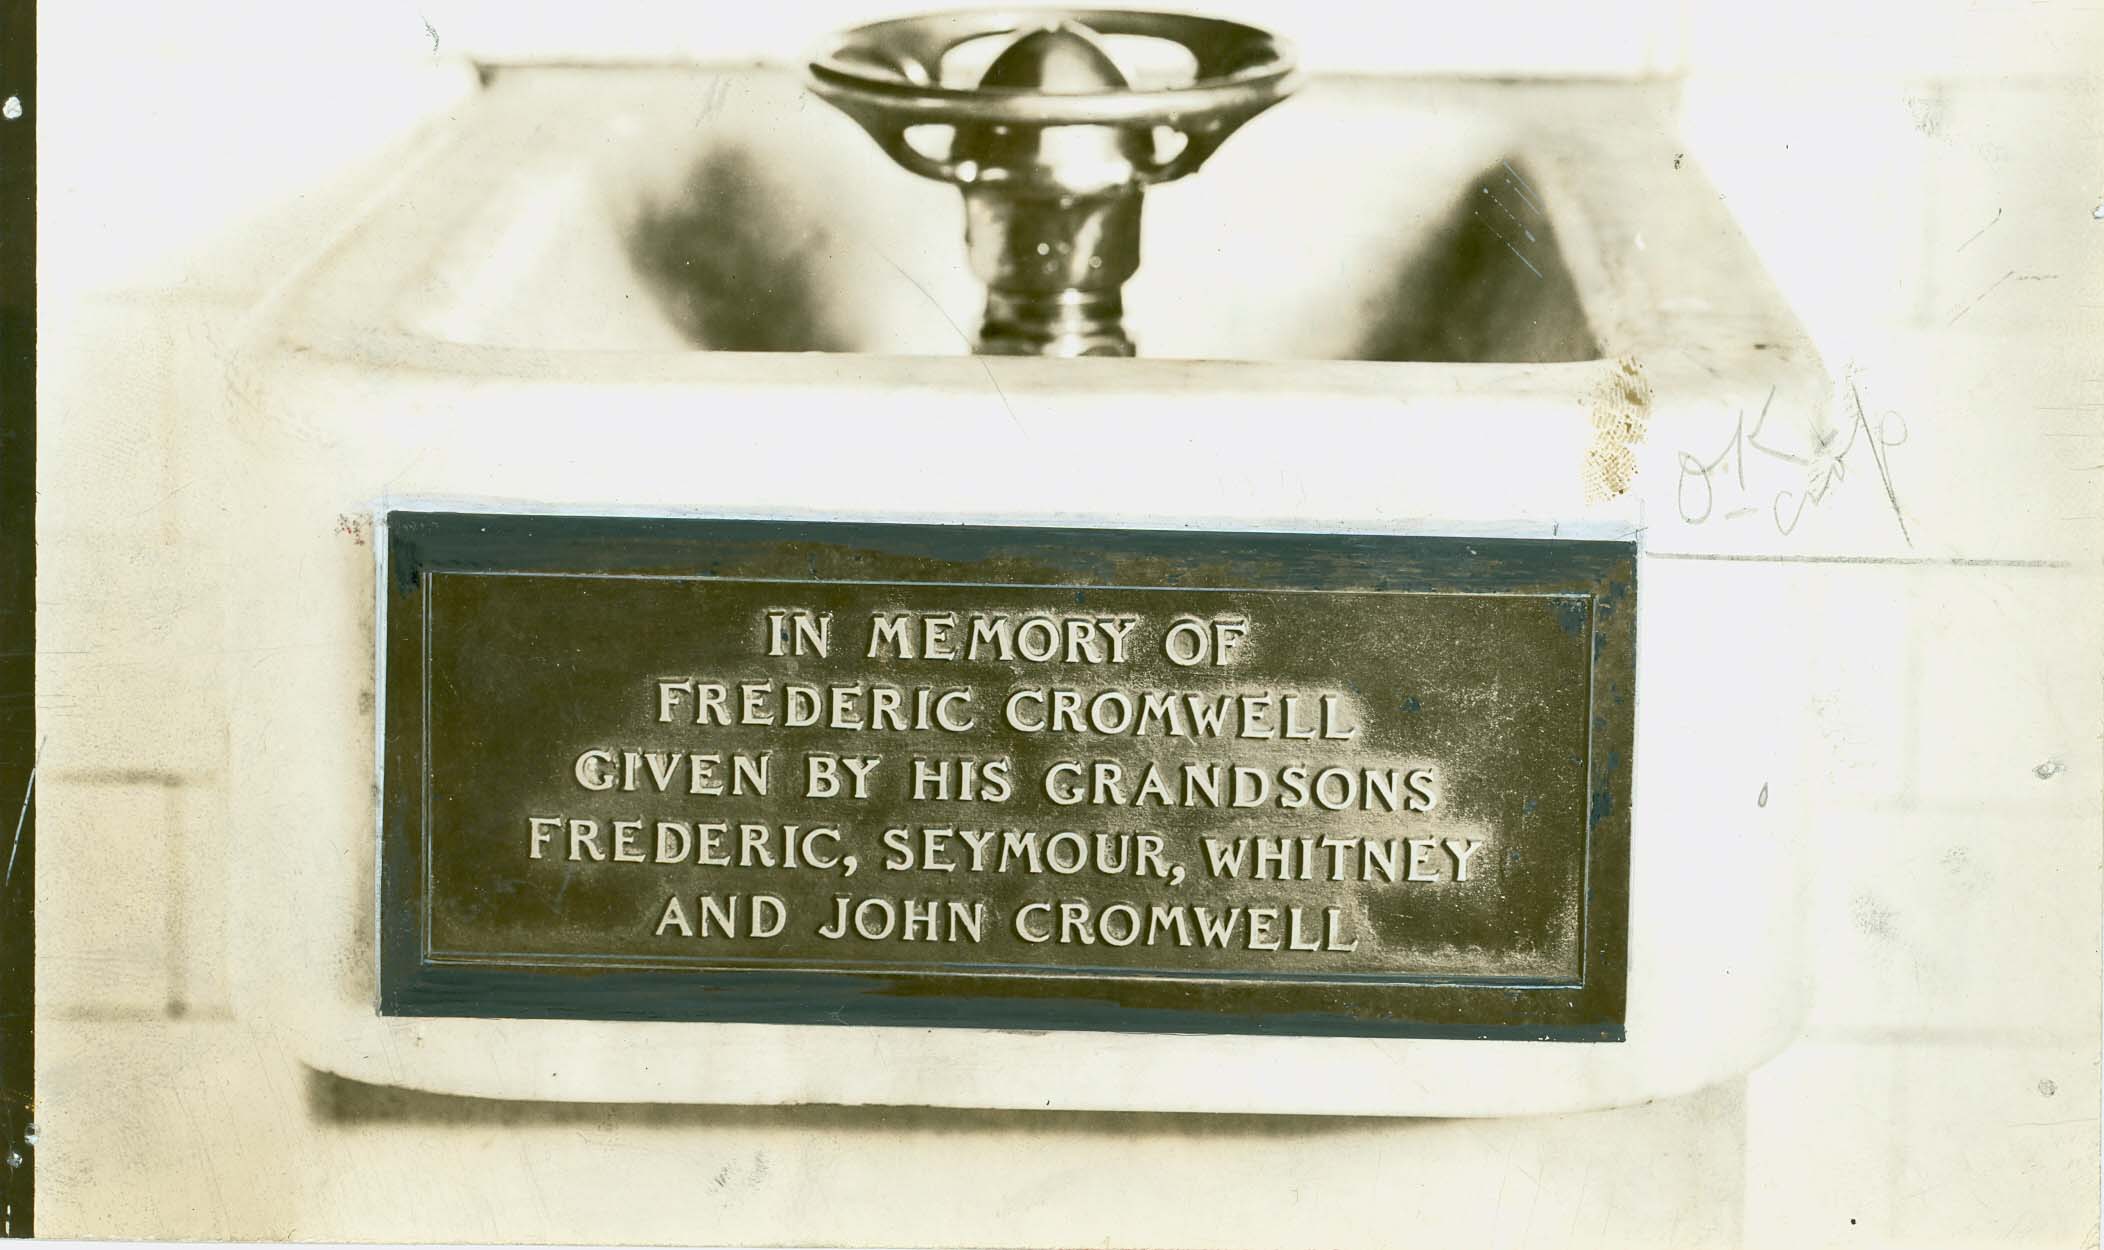 IN MEMORY OF
FREDERIC CROMWELL
GIVEN BY HIS GRANDSONS
FREDERIC, SEYMOUR, WHITNEY
AND JOHN CROMWELL
O.K.